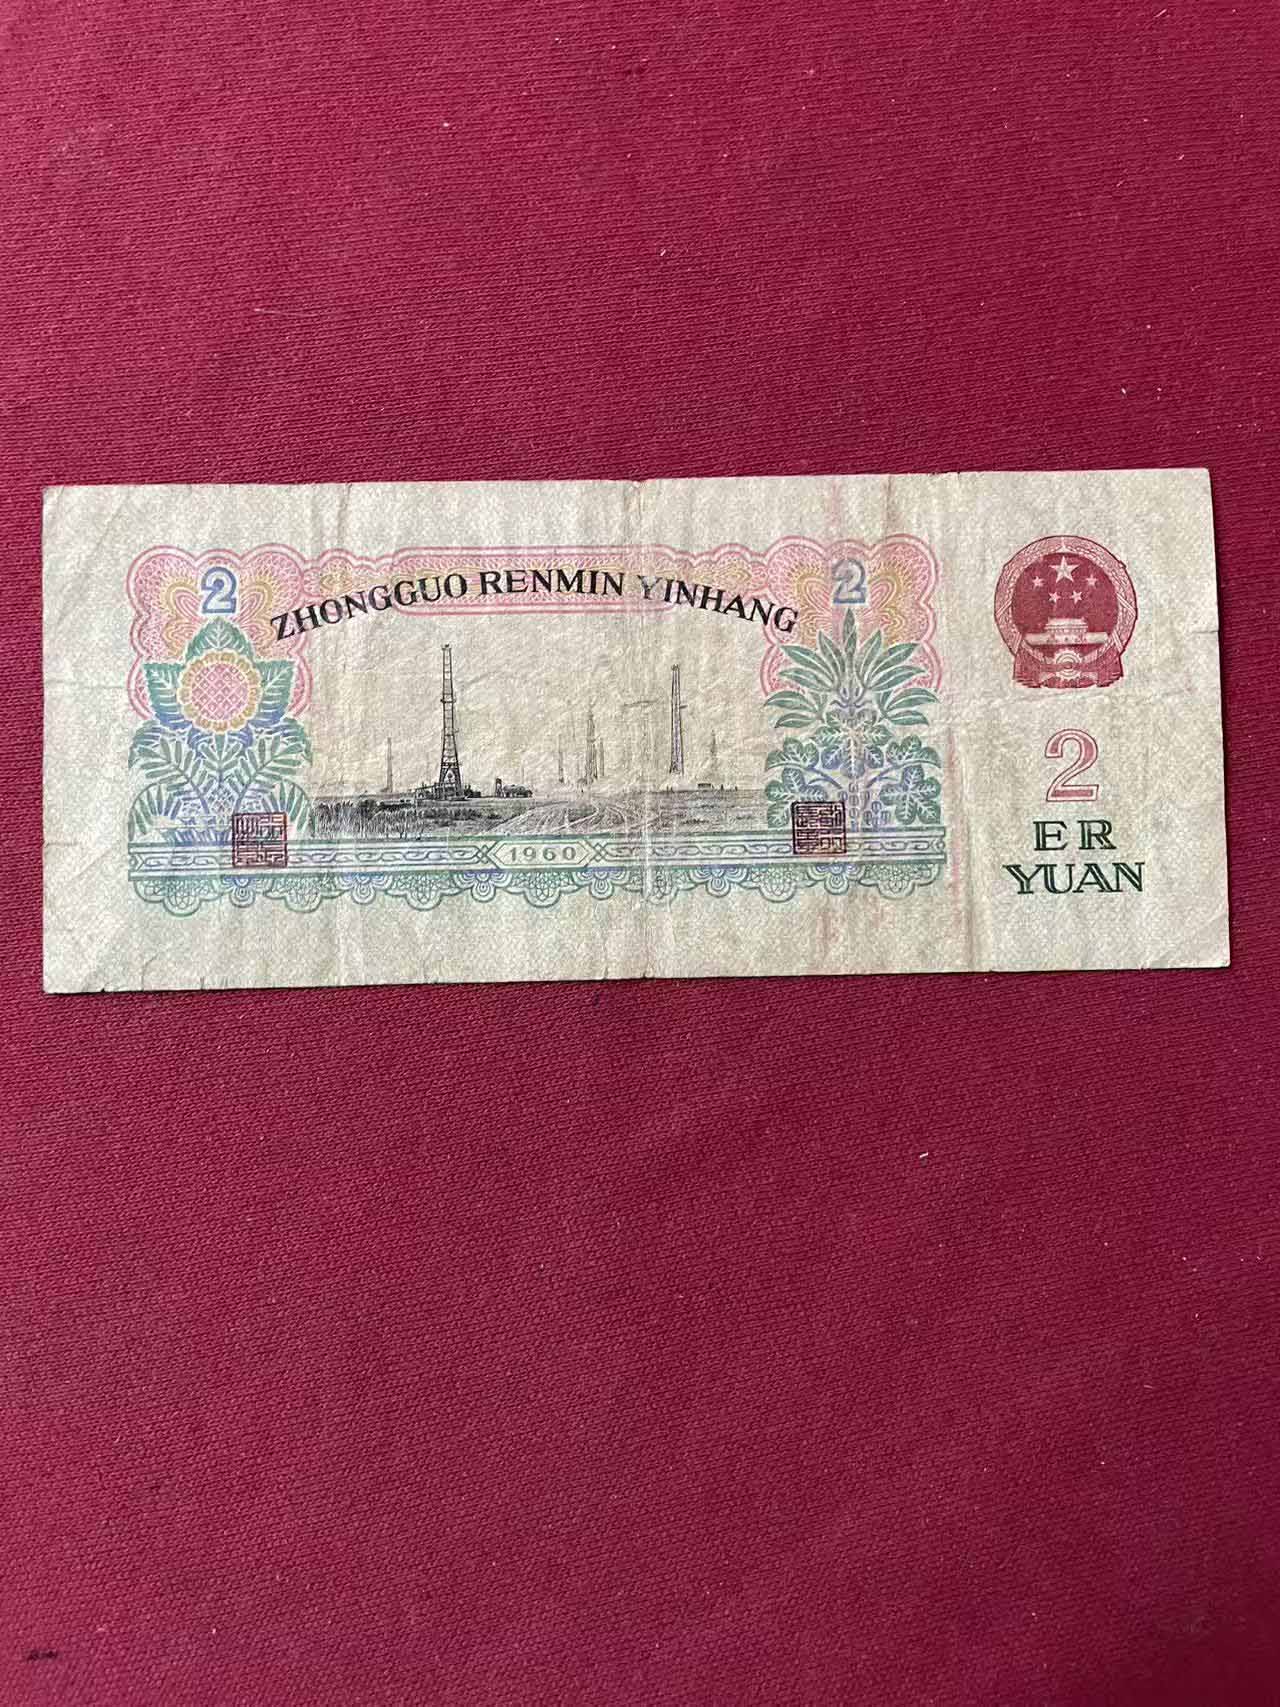 2
ZHONGGUO RENMIN YINHANG
2
1960
2
ER
YUAN